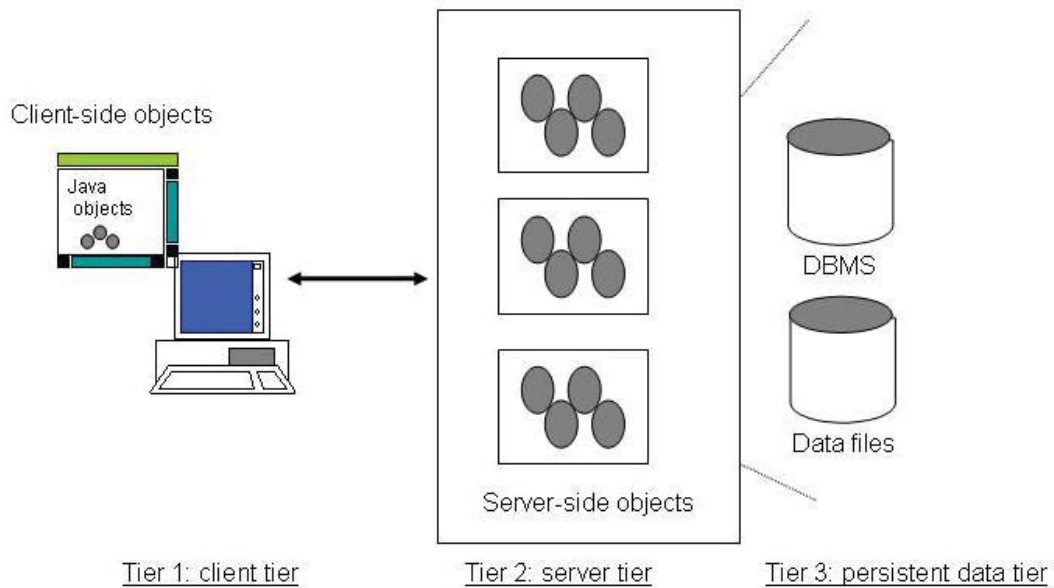 Client-side objects
Java
objects
DBMS
Data files
Server-side objects
Tier 1: client tier
Tier 2: server tier
Tier 3: persistent data tier